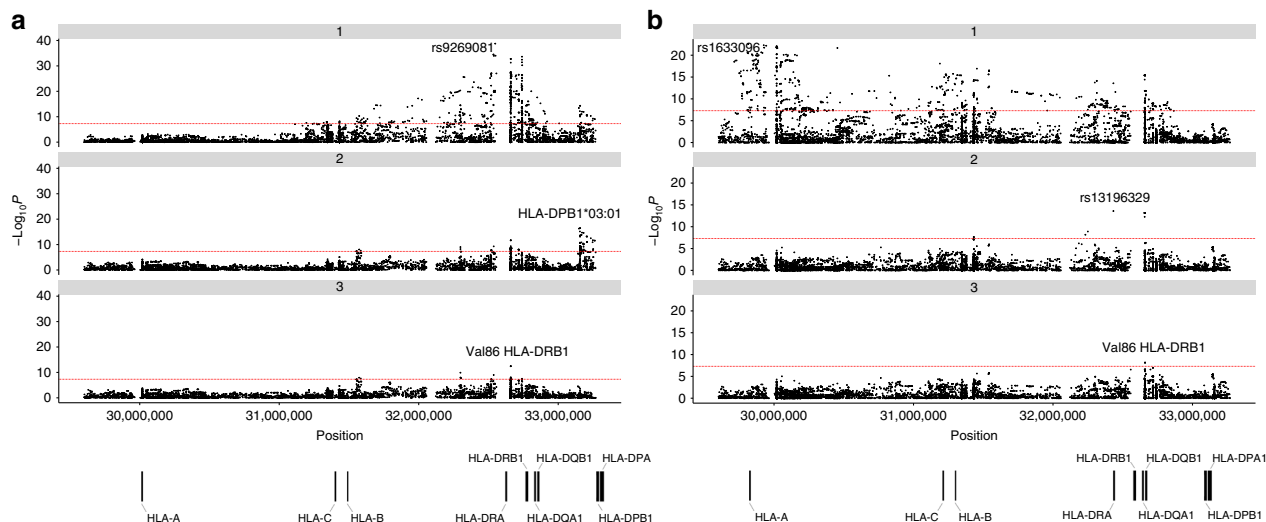 a
1
40
30
20
10
0
rs9269081
2
40
30
20
10
0
HLA-DPB1*03:01
3
40
30
20
10
0
Val86 HLA-DRB1
–Log10P
30,000,000 31,000,000 32,000,000 33,000,000
Position
HLA-DRB1 HLA-DQB1 HLA-DPA
HLA-A HLA-C HLA-B HLA-DRA HLA-DQA1 HLA-DPB1
b
1
20
15
10
5
0
rs1633096
2
20
15
10
5
0
rs13196329
3
20
15
10
5
0
Val86 HLA-DRB1
–Log10P
30,000,000 31,000,000 32,000,000 33,000,000
Position
HLA-DRB1 HLA-DQB1 HLA-DPA1
HLA-A HLA-C HLA-B HLA-DRA HLA-DQA1 HLA-DPB1